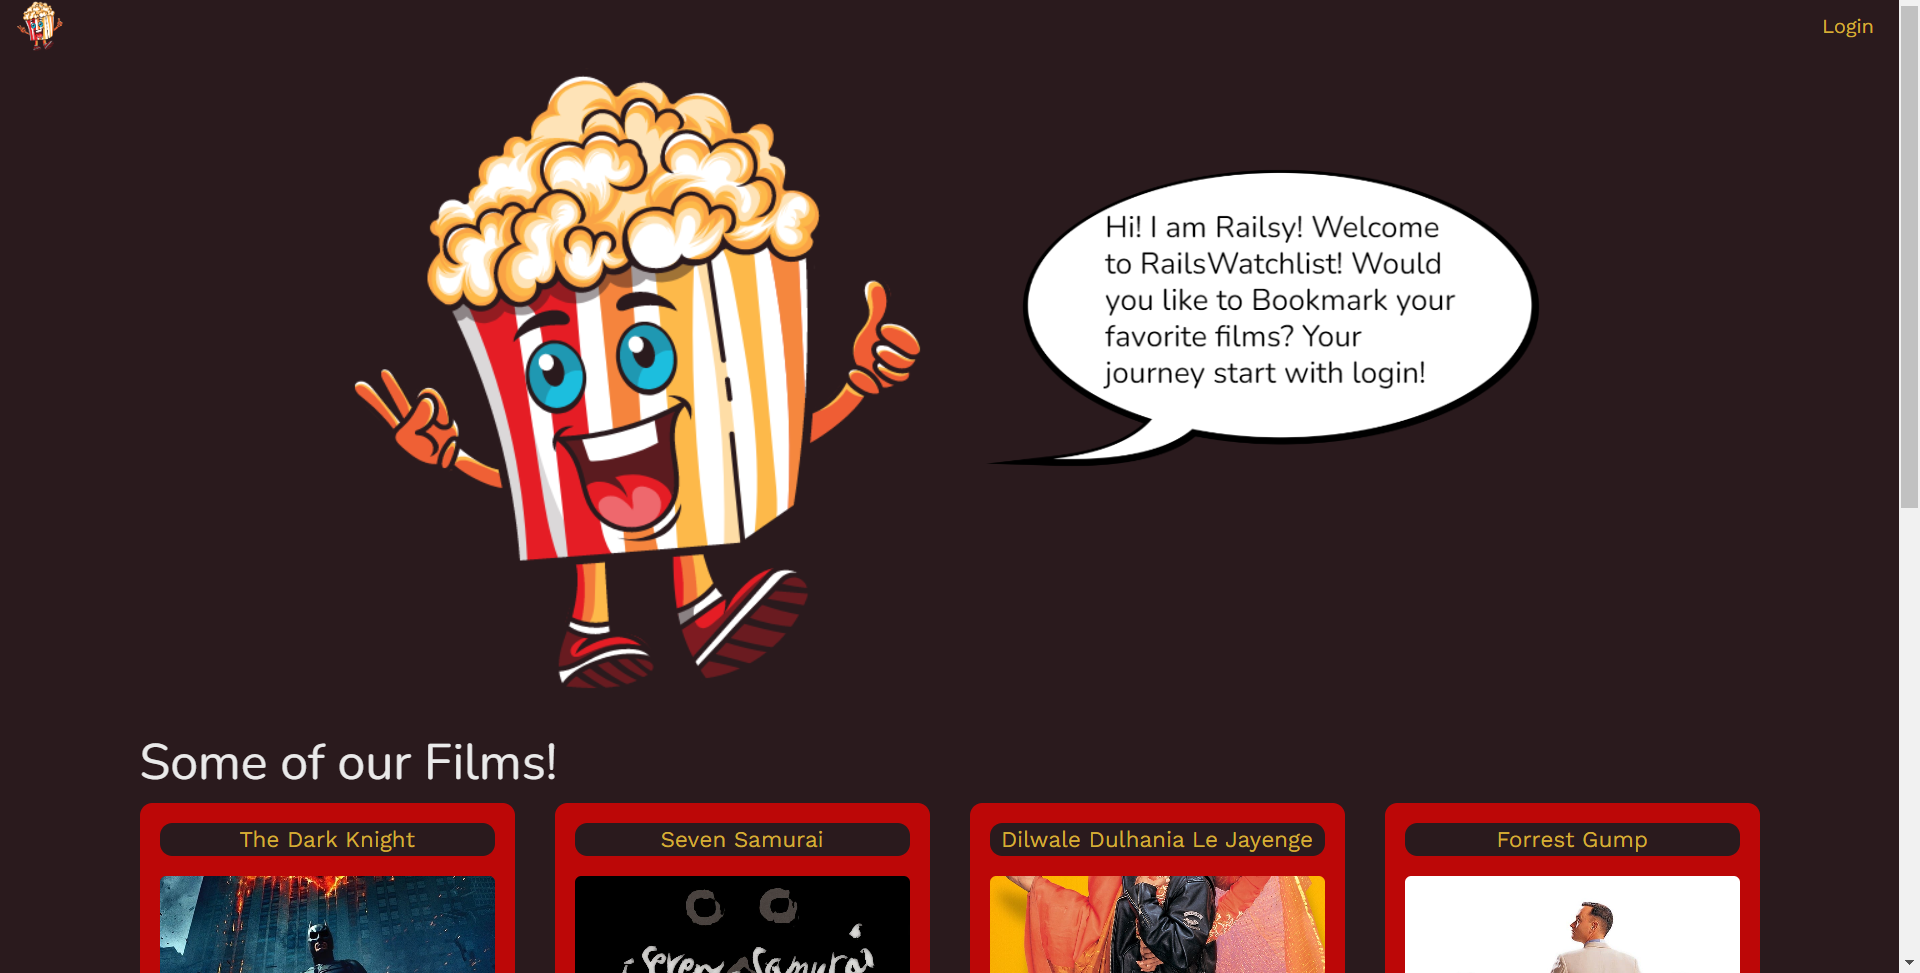 Login
Hi! I am Railsy! Welcome
to RailsWatchlist! Would
you like to Bookmark your
favorite films? Your
journey start with login!
Some of our Films!
The Dark Knight
Seven Samurai
Dilwale Dulhania Le Jayenge
Forrest Gump
Seven Samurai